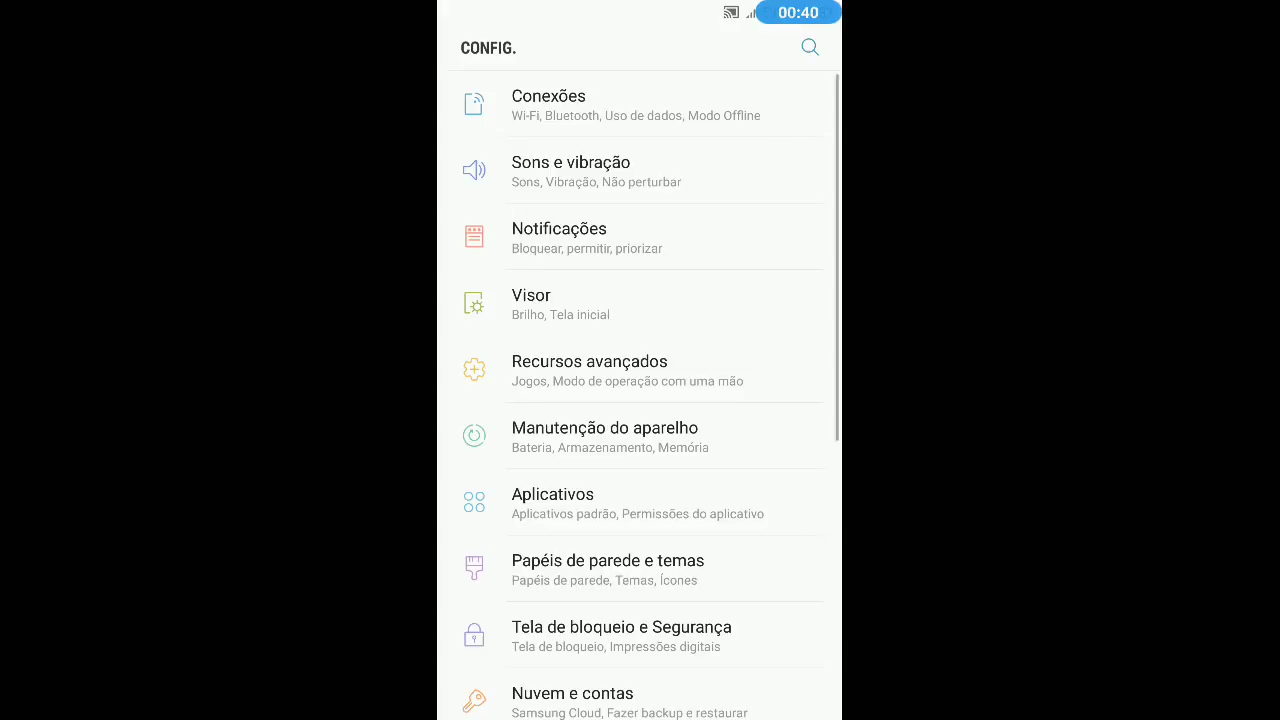 00:40
CONFIG.
Conexões
Wi-Fi, Bluetooth, Uso de dados, Modo Offline
Sons e vibração
Sons, Vibração, Não perturbar
Notificações
Bloquear, permitir, priorizar
Visor
Brilho, Tela inicial
Recursos avançados
Jogos, Modo de operação com uma mão
Manutenção do aparelho
Bateria, Armazenamento, Memória
Aplicativos
Aplicativos padrão, Permissões do aplicativo
Papéis de parede e temas
Papéis de parede, Temas, Ícones
Tela de bloqueio e Segurança
Tela de bloqueio, Impressões digitais
Nuvem e contas
Samsung Cloud, Fazer backup e restaurar